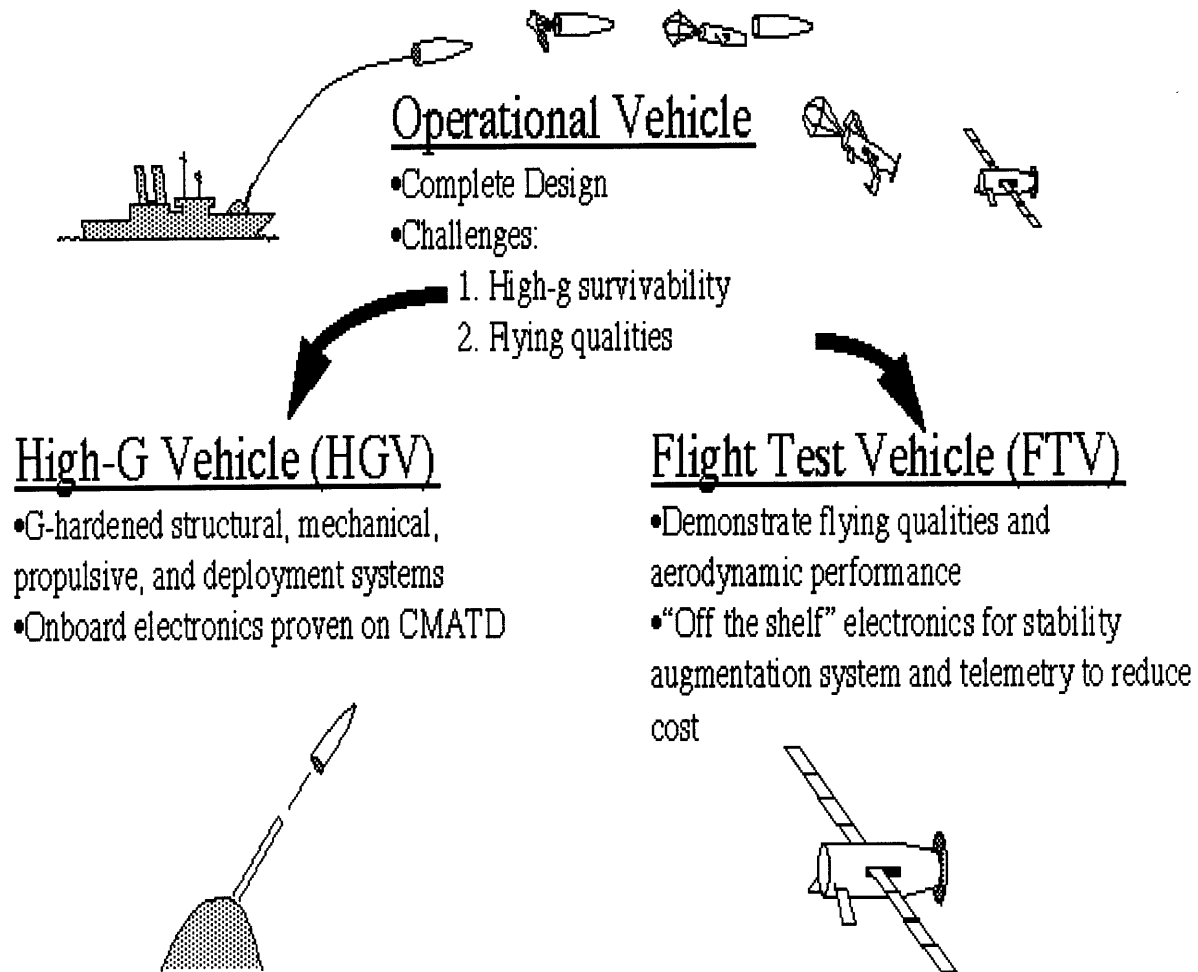 Operational Vehicle
•Complete Design
•Challenges:
1. High-g survivability
2. Flying qualities
High-G Vehicle (HGV)
•G-hardened structural, mechanical,
propulsive, and deployment systems
•Onboard electronics proven on CMATD
Flight Test Vehicle (FTV)
•Demonstrate flying qualities and
aerodynamic performance
•“Off the shelf” electronics for stability
augmentation system and telemetry to reduce
cost